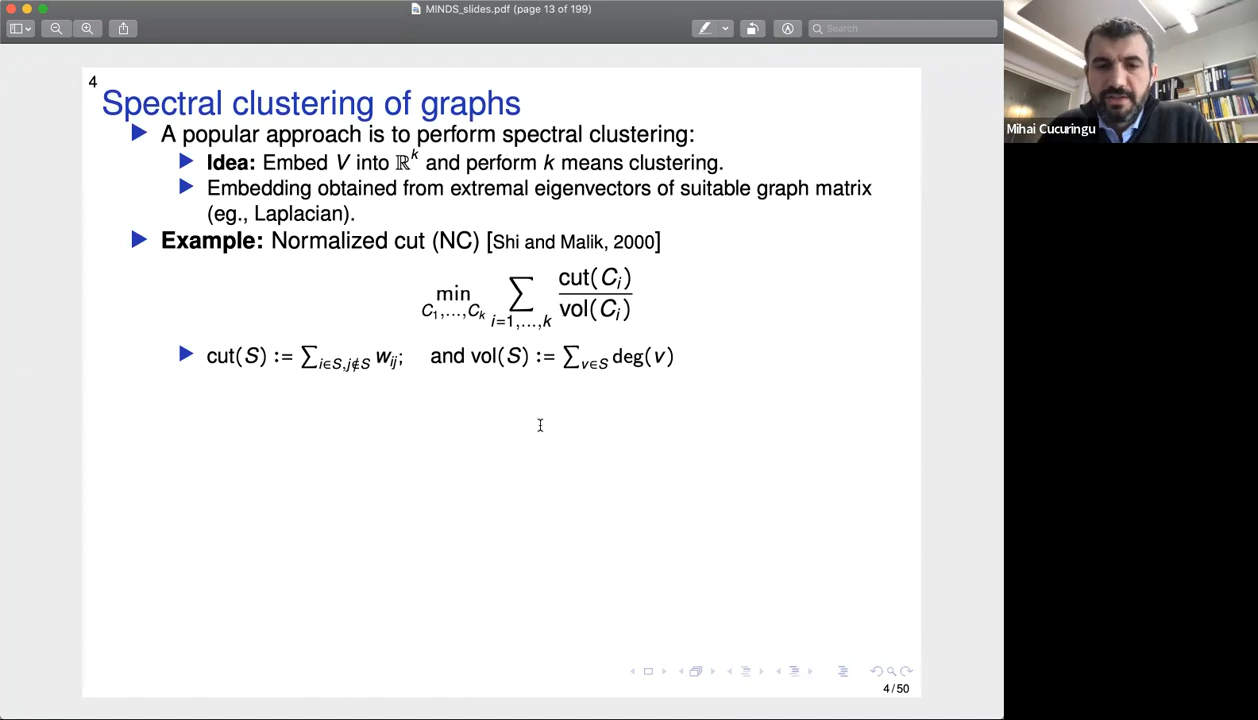 MINDS_slides.pdf (page 13 of 199)
Search
4
Spectral clustering of graphs
▶ A popular approach is to perform spectral clustering:
▶ Idea: Embed V into ℝ^k and perform k means clustering.
▶ Embedding obtained from extremal eigenvectors of suitable graph matrix
(eg., Laplacian).
▶ Example: Normalized cut (NC) [Shi and Malik, 2000]
min_{C_1,...,C_k} ∑_{i=1,...,k} cut(C_i) / vol(C_i)
▶ cut(S) := ∑_{i∈S, j∉S} w_{ij}; and vol(S) := ∑_{v∈S} deg(v)
4/50
Mihai Cucuringu